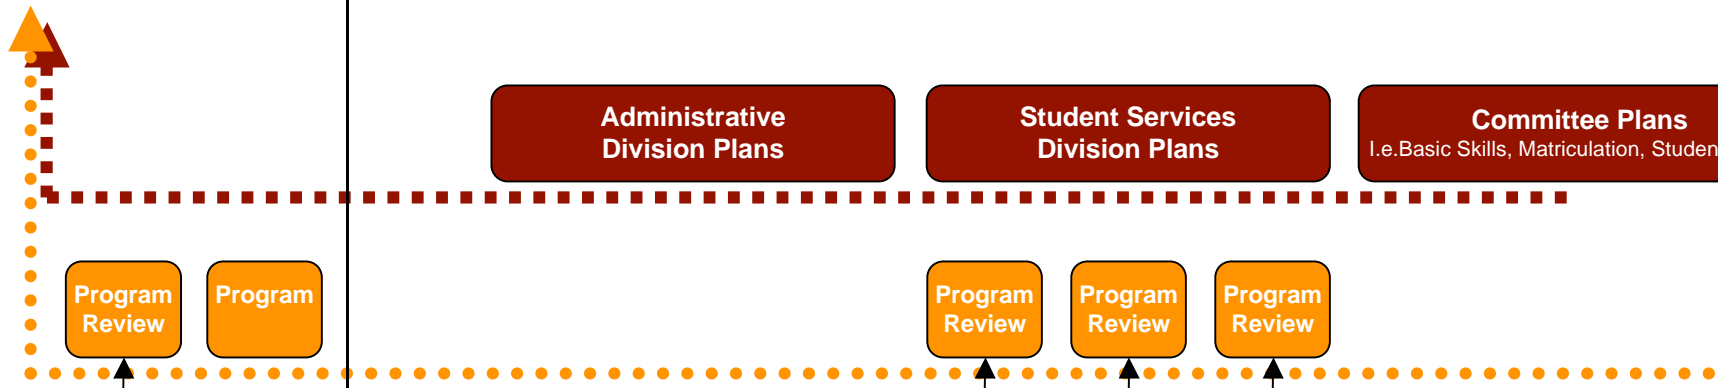 Administrative
Division Plans
Student Services
Division Plans
Committee Plans
I.e.Basic Skills, Matriculation, Studen
Program
Review
Program
Program
Review
Program
Review
Program
Review